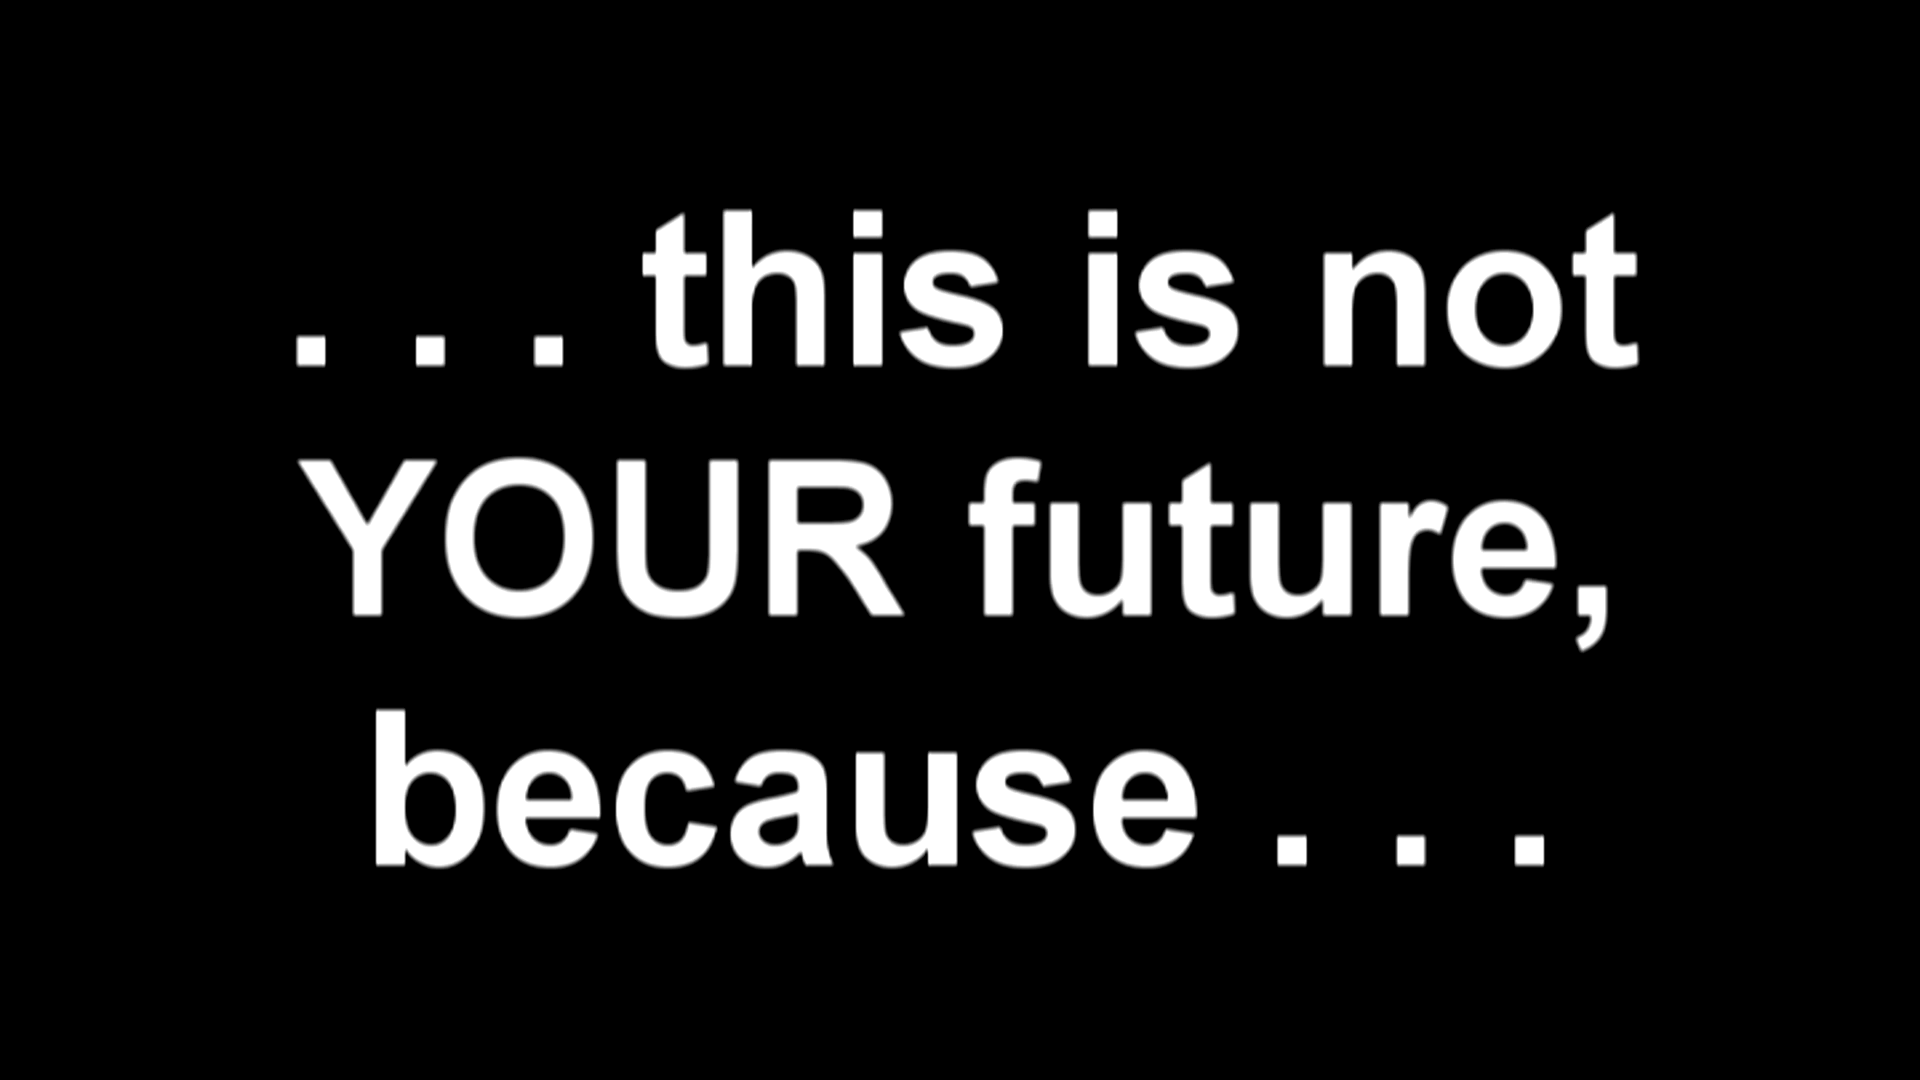 . . . this is not
YOUR future,
because . . .